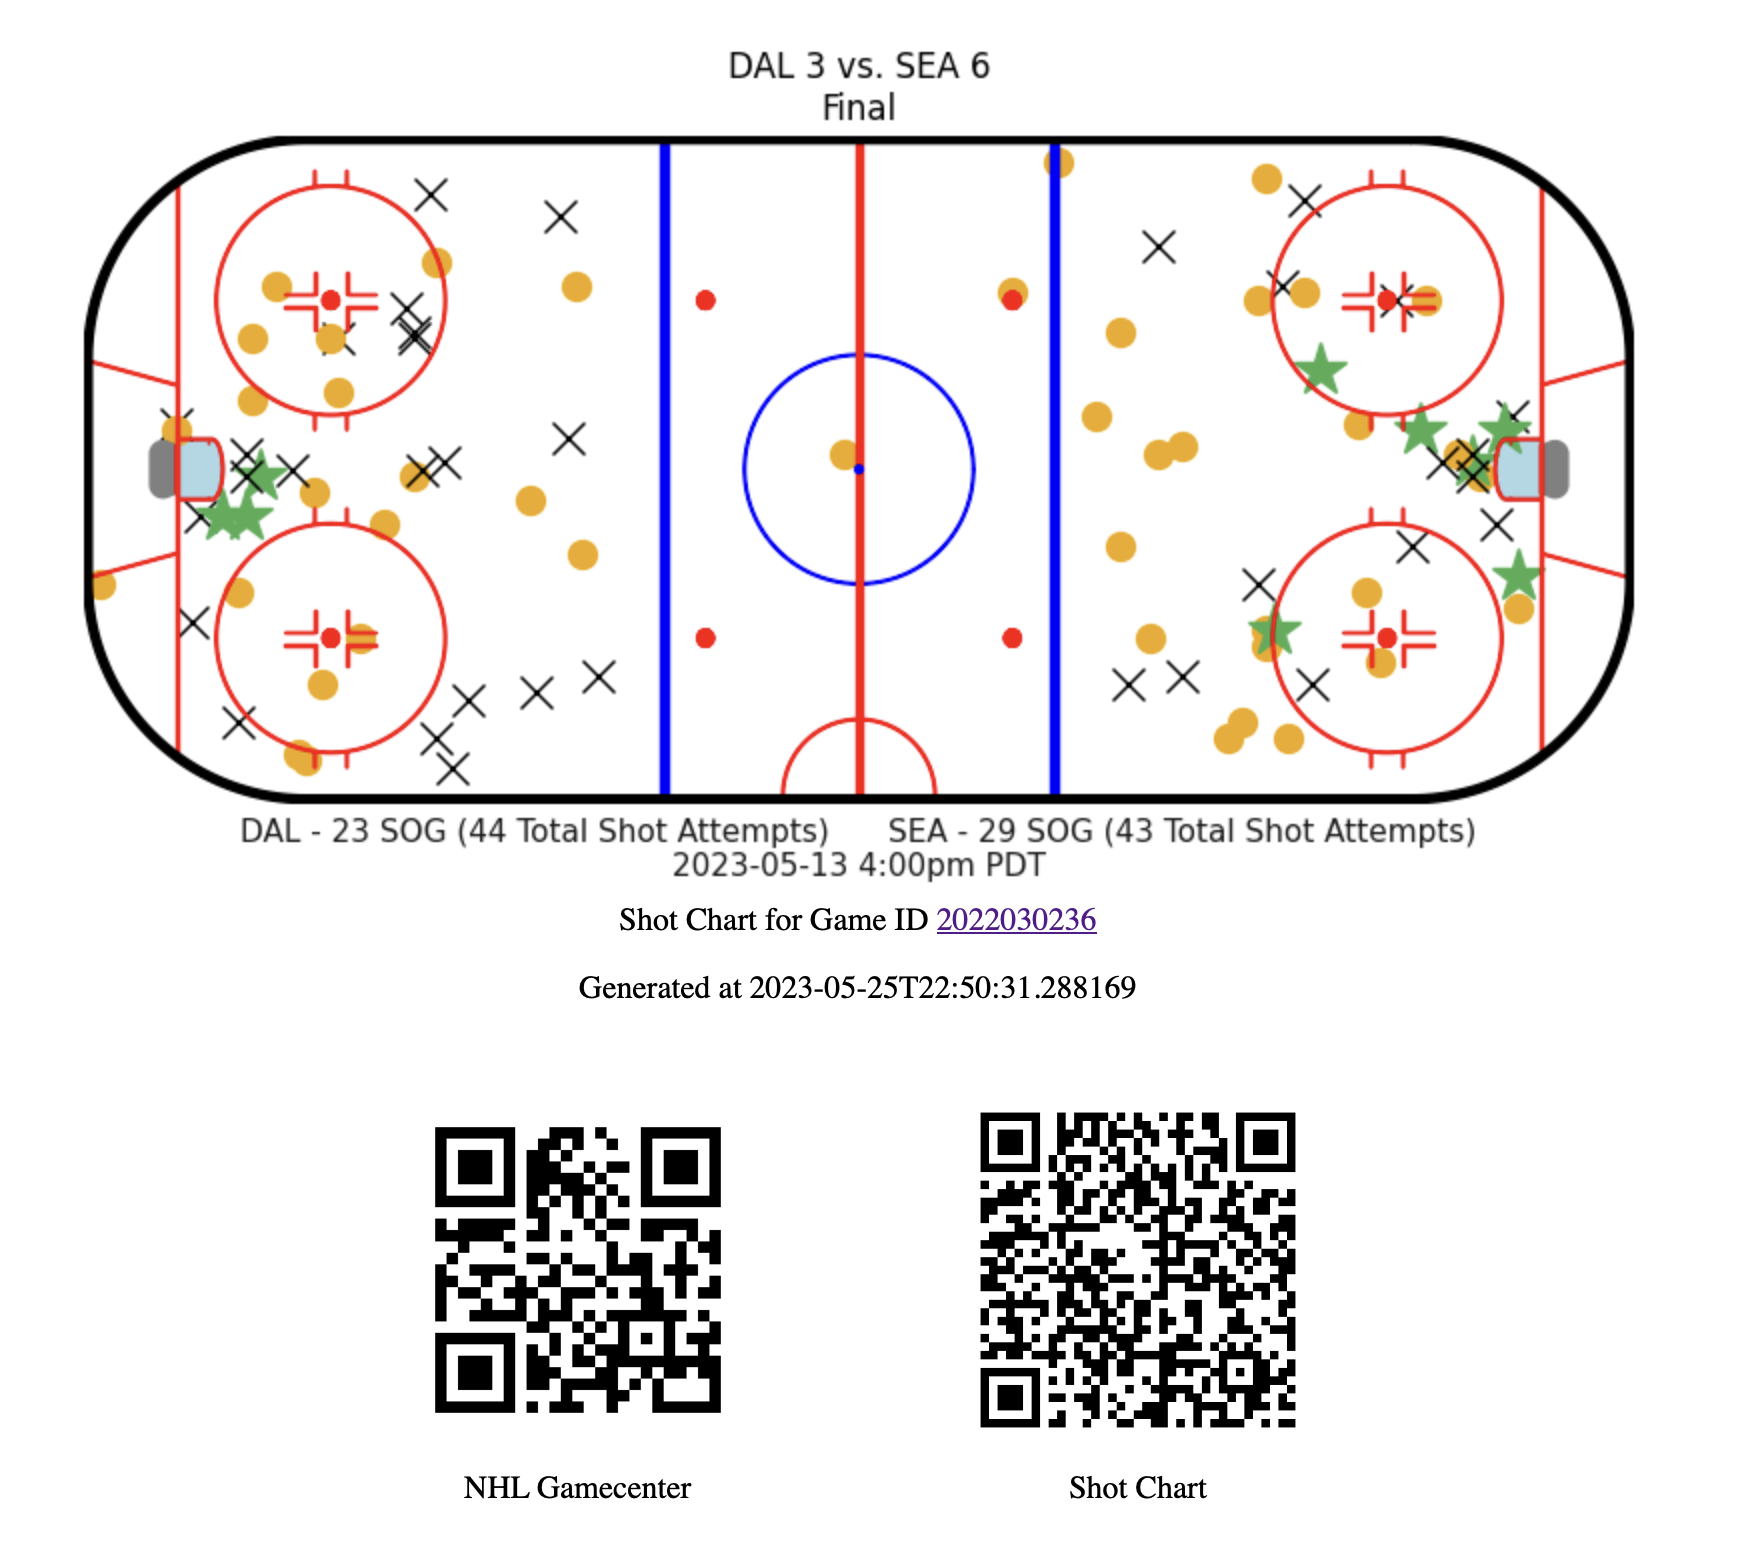 DAL 3 vs. SEA 6
Final
DAL - 23 SOG (44 Total Shot Attempts) SEA - 29 SOG (43 Total Shot Attempts)
2023-05-13 4:00pm PDT
Shot Chart for Game ID 2022030236
Generated at 2023-05-25T22:50:31.288169
NHL Gamecenter
Shot Chart